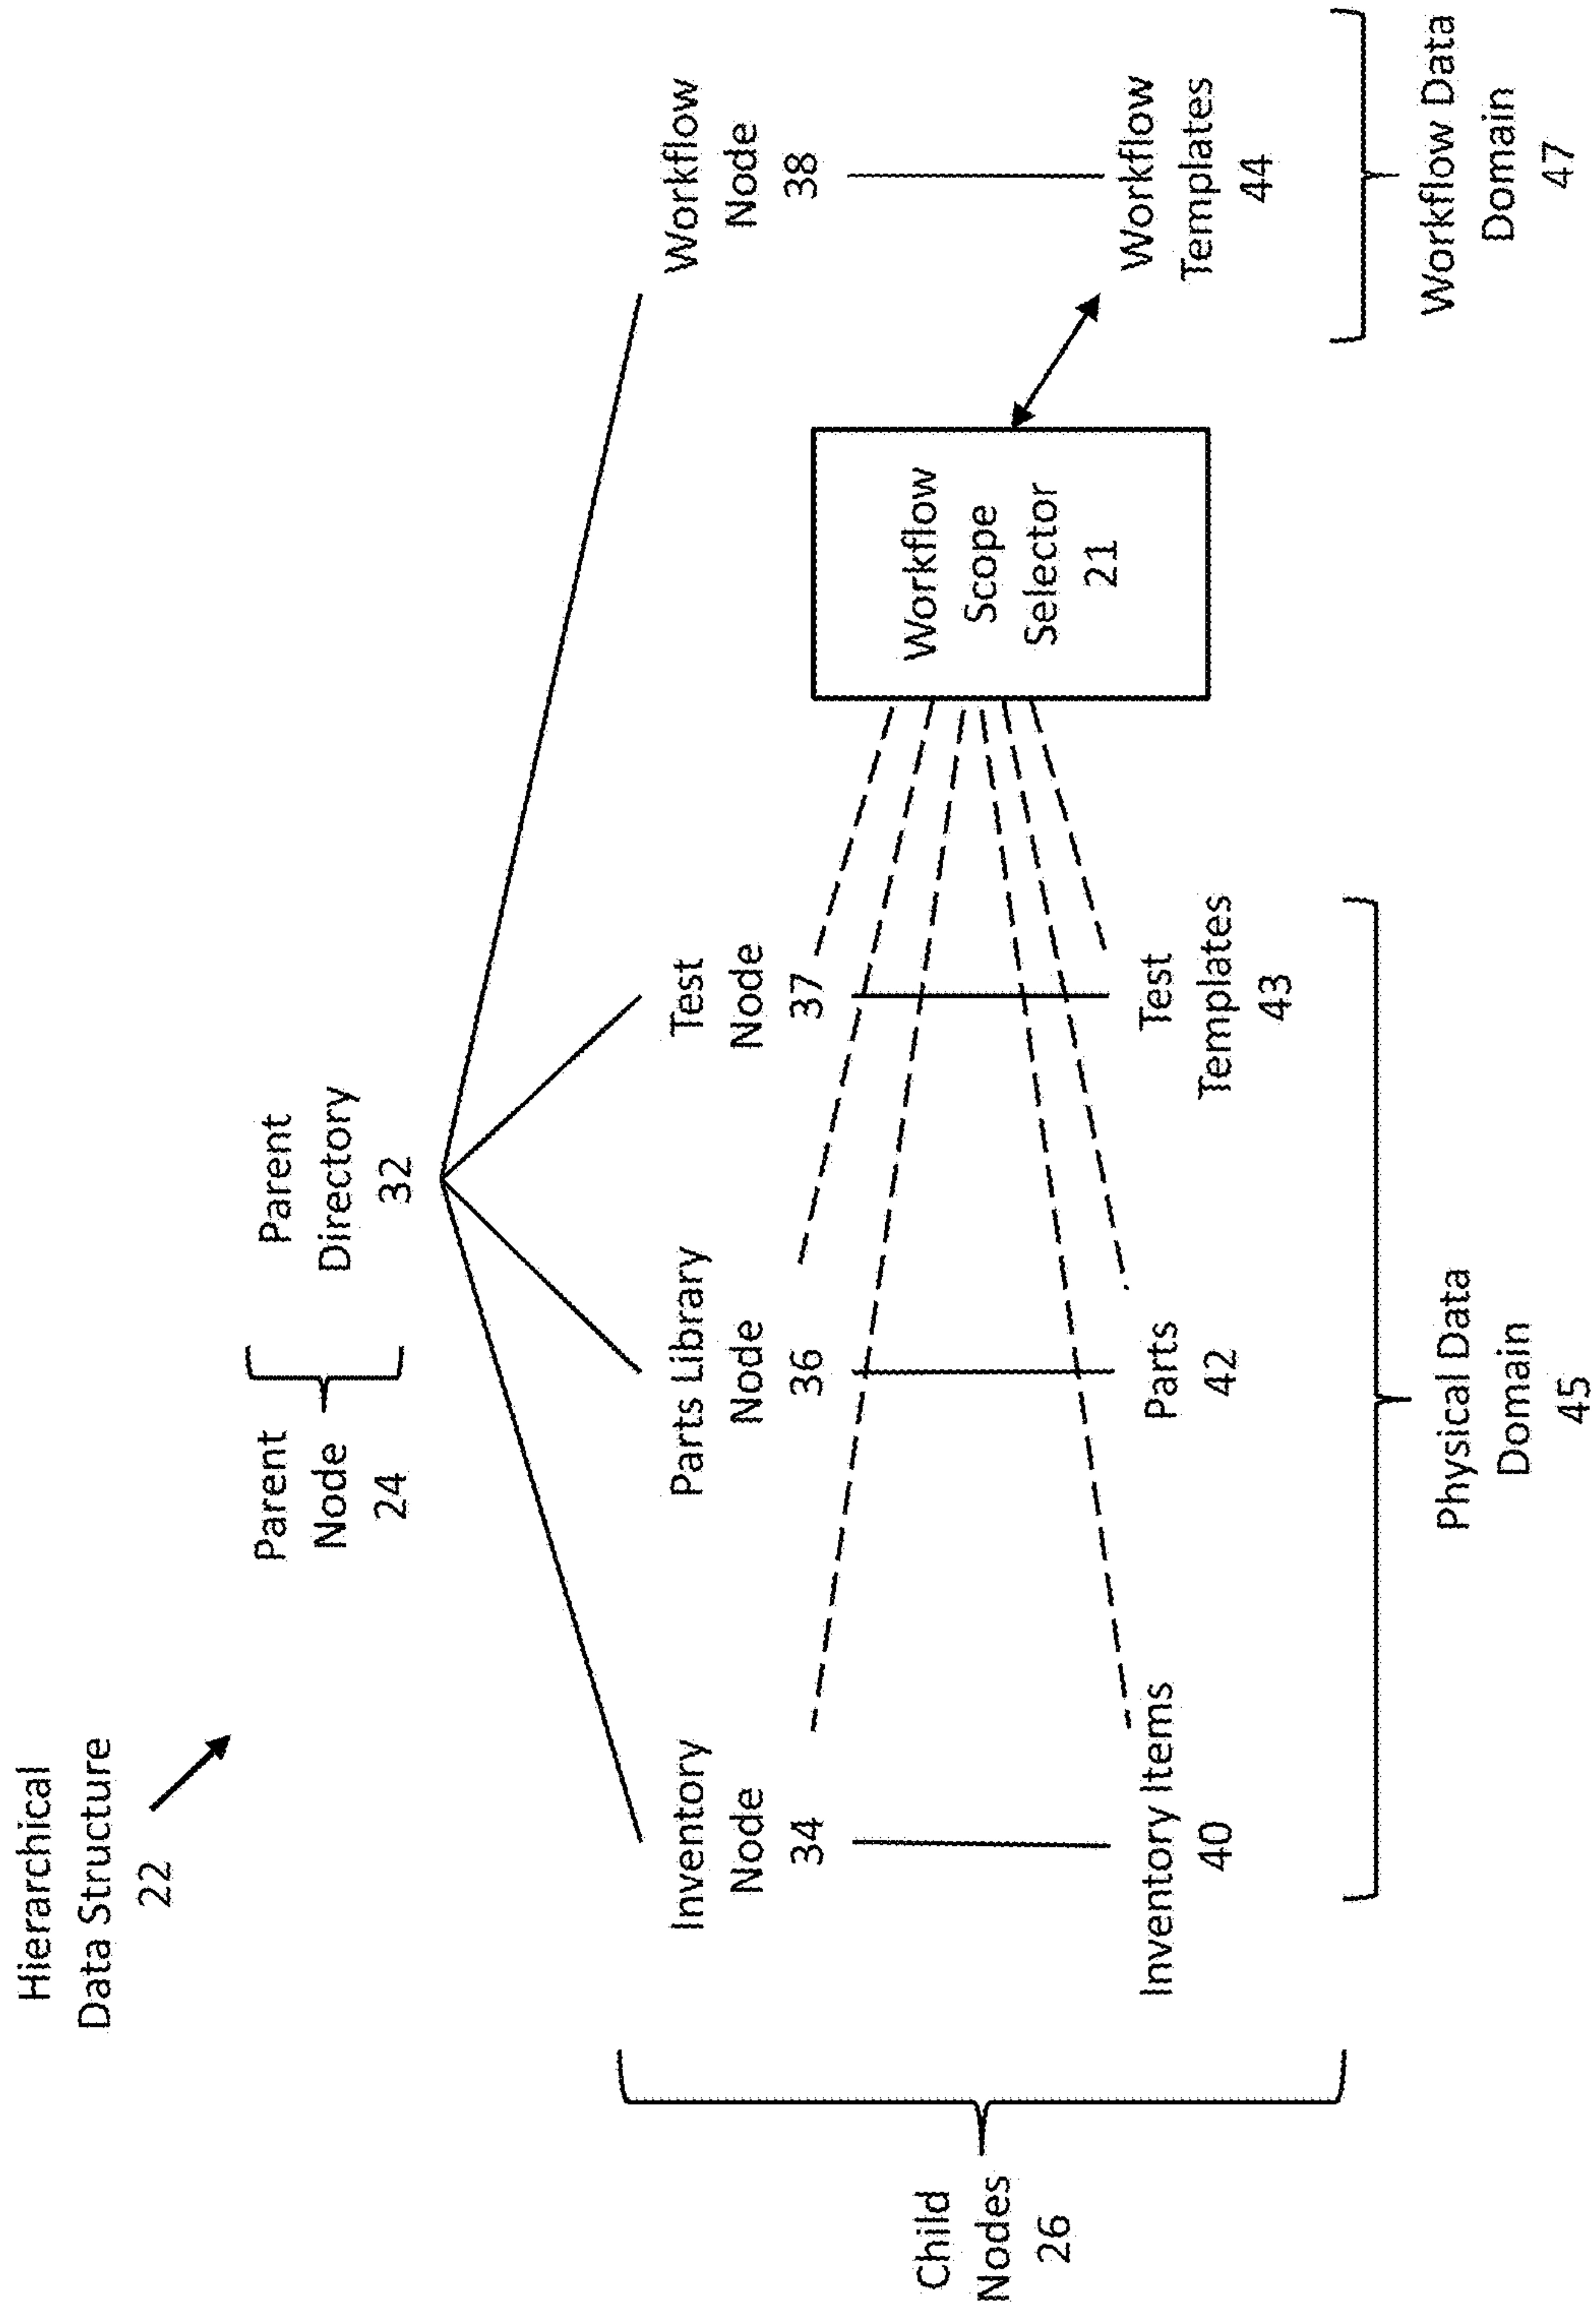 Hierarchical
Data Structure
22
Parent
Node
24
Parent
Directory
32
Inventory
Node
34
Parts Library
Node
36
Test
Node
37
Workflow
Node
38
Workflow
Scope
Selector
21
Child
Nodes
26
Inventory Items
40
Parts
42
Test
Templates
43
Workflow
Templates
44
Physical Data
Domain
45
Workflow Data
Domain
47